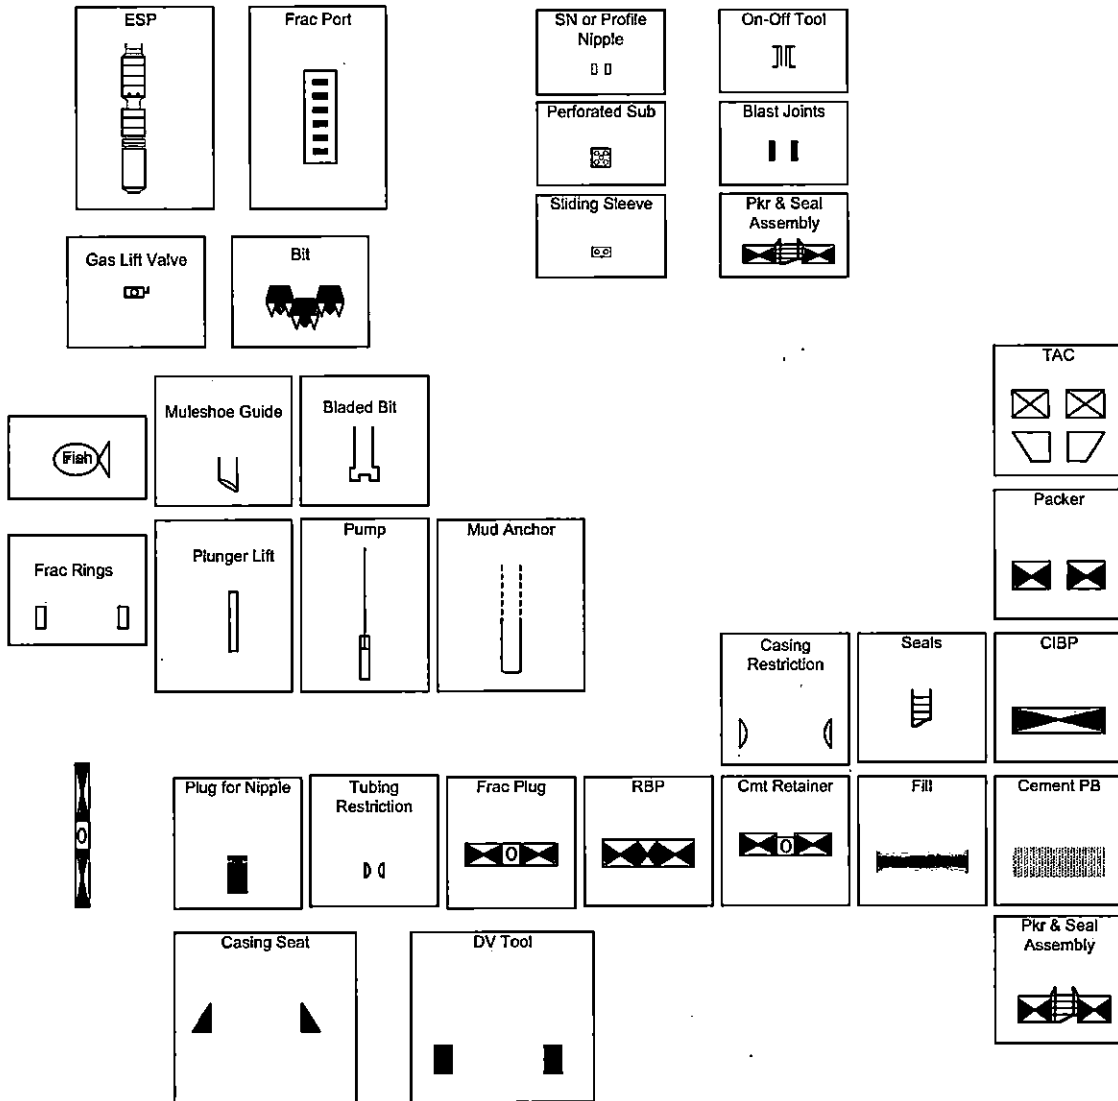 ESP
Frac Port
SN or Profile
Nipple
On-Off Tool
Perforated Sub
Blast Joints
Sliding Sleeve
Pkr & Seal
Assembly
Gas Lift Valve
Bit
TAC
Fish
Muleshoe Guide
Bladed Bit
Packer
Frac Rings
Plunger Lift
Pump
Mud Anchor
Casing
Restriction
Seals
CIBP
Plug for Nipple
Tubing
Restriction
Frac Plug
RBP
Cmt Retainer
Fill
Cement PB
Casing Seat
DV Tool
Pkr & Seal
Assembly